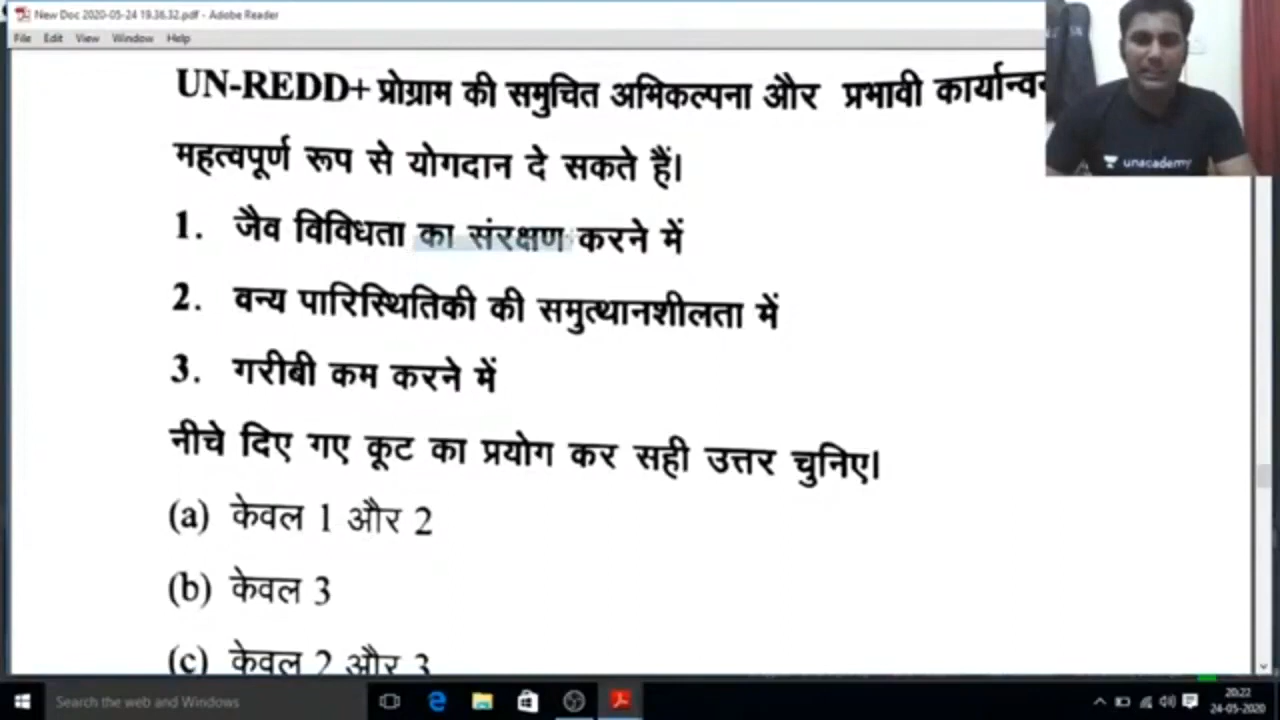 New Doc 2020-05-24 19.36.32.pdf - Adobe Reader
File Edit View Window Help
UN-REDD+ प्रोग्राम की समुचित अभिकल्पना और प्रभावी कार्यान्वय
महत्वपूर्ण रूप से योगदान दे सकते हैं।
1. जैव विविधता का संरक्षण करने में
2. वन्य पारिस्थितिकी की समुत्थानशीलता में
3. गरीबी कम करने में
नीचे दिए गए कूट का प्रयोग कर सही उत्तर चुनिए।
(a) केवल 1 और 2
(b) केवल 3
(c) केवल 2 और 3
unacademy
Search the web and Windows
20:22
24-05-2020